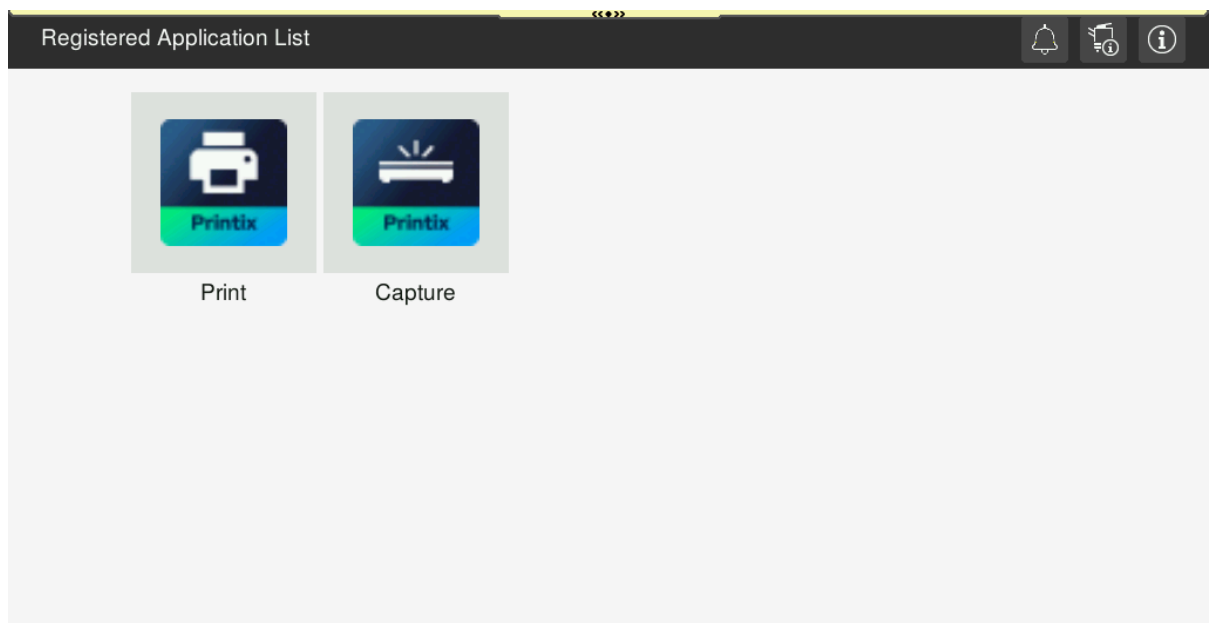 Registered Application List
Printix
Printix
Print
Capture